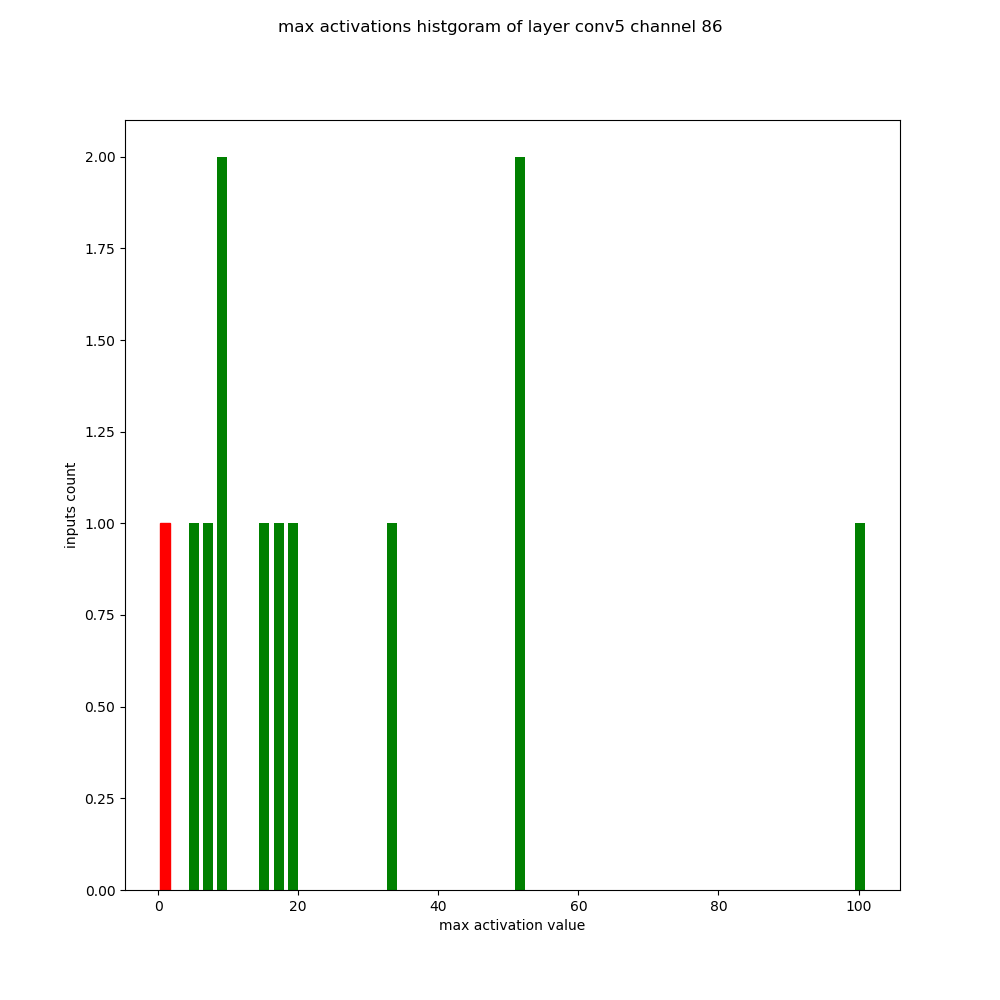 max activations histgoram of layer conv5 channel 86
2.00
1.75
1.50
1.25
1.00
0.75
0.50
0.25
0.00
inputs count
0 20 40 60 80 100
max activation value